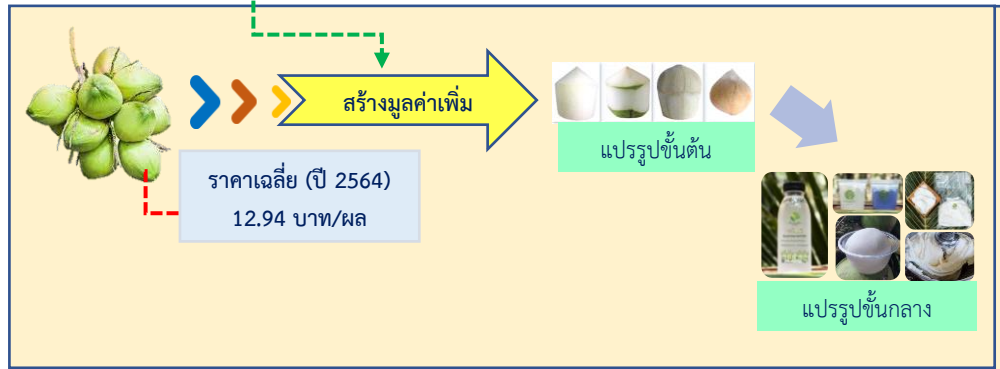 สร้างมูลค่าเพิ่ม
แปรรูปขั้นต้น
ราคาเฉลี่ย (ปี 2564)
12.94 บาท/ผล
แปรรูปขั้นกลาง